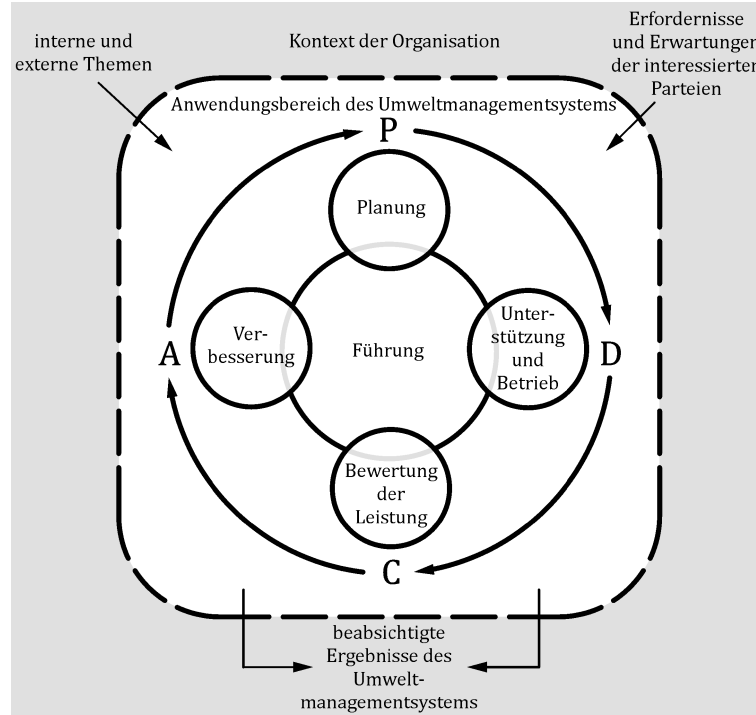 interne und
externe Themen
Kontext der Organisation
Erfordernisse
und Erwartungen
der interessierten
Parteien
Anwendungsbereich des Umweltmanagementsystems
P
Planung
A
Ver-
besserung
Führung
Unter-
stützung
und
Betrieb
D
Bewertung
der
Leistung
C
beabsichtigte
Ergebnisse des
Umwelt-
managementsystems